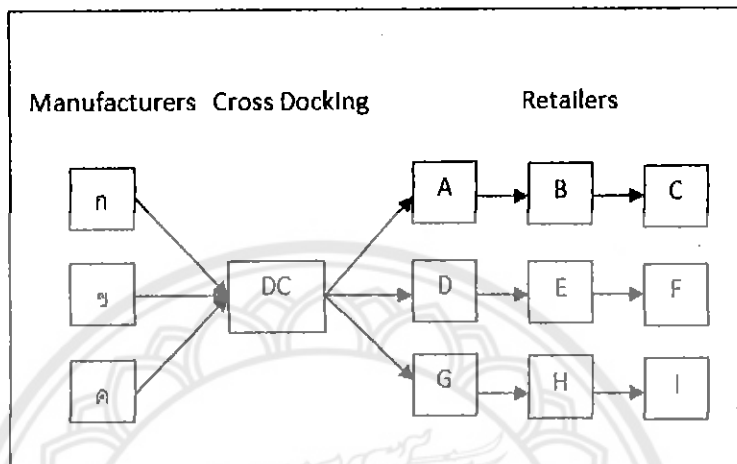 Manufacturers Cross Docking Retailers
ก A B C
ข DC D E F
ค G H I